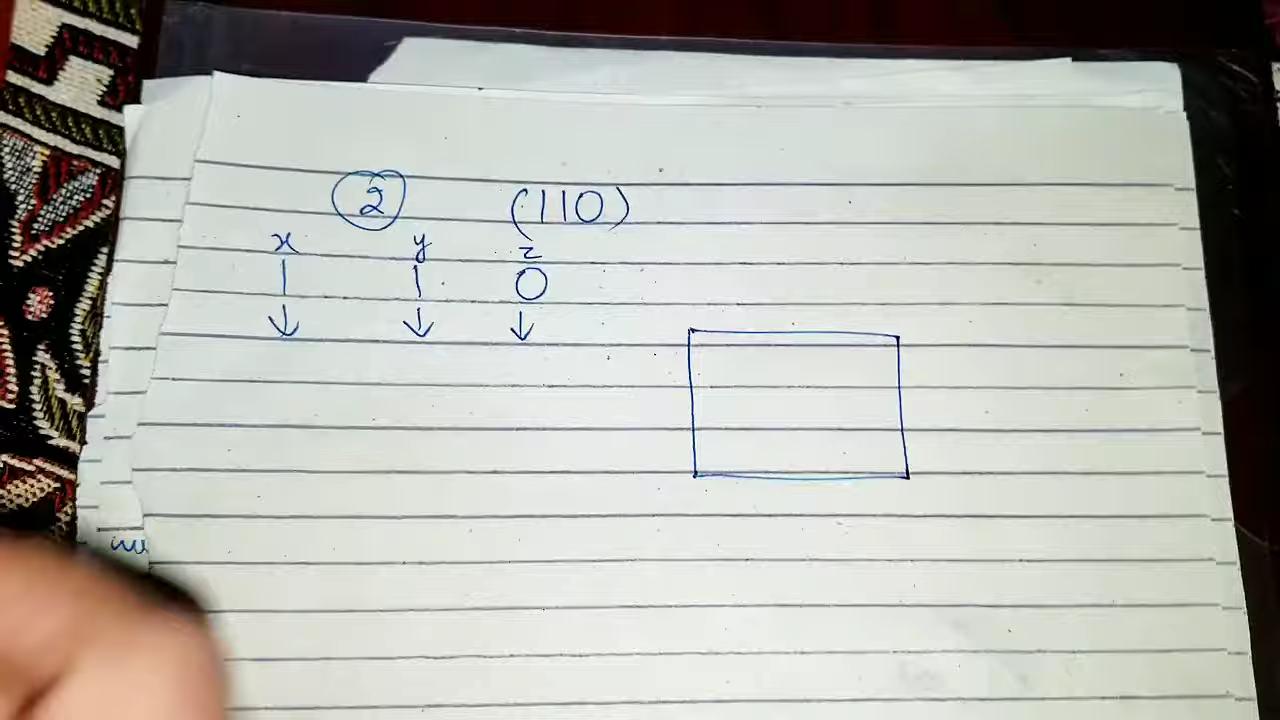 ② (110)
x y z
1 1 0
↓ ↓ ↓